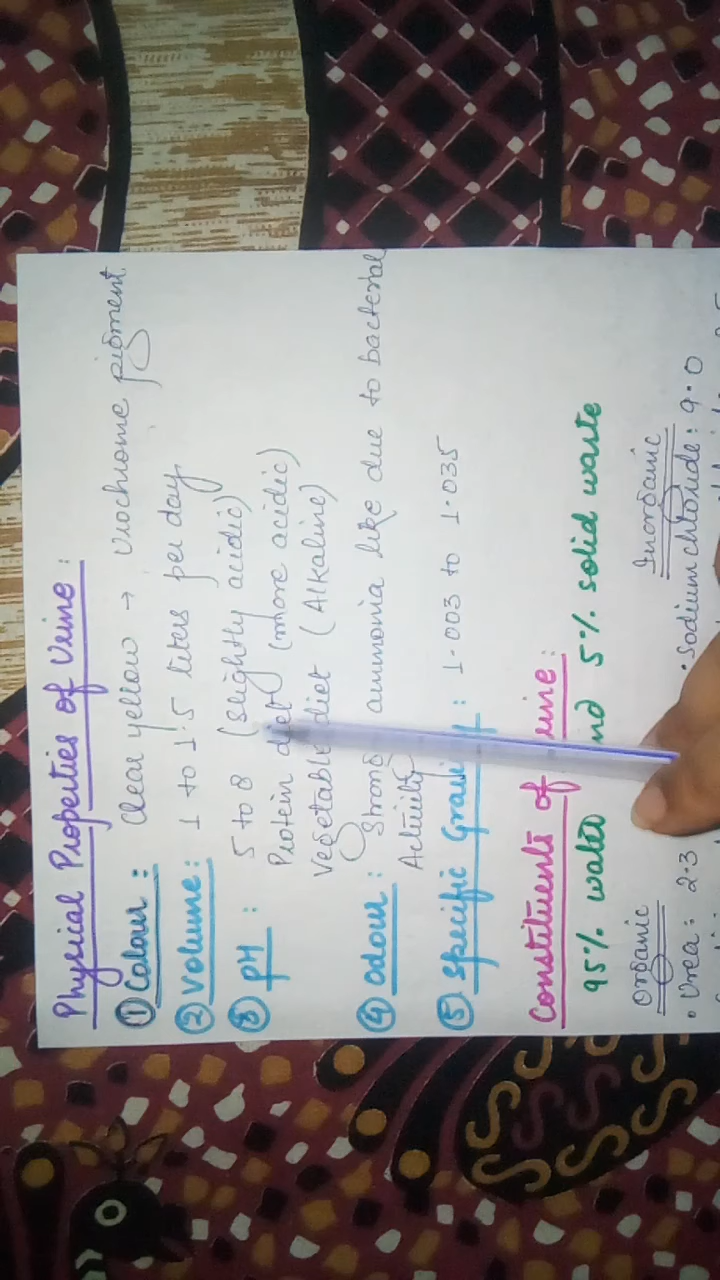 Physical Properties of Urine :
① Colour : Clear yellow → Urochrome pigment
② Volume : 1 to 1.5 liters per day
③ pH : 5 to 8 (slightly acidic)
Protein diet (more acidic)
Vegetable diet (Alkaline)
④ Odour : Strong ammonia like due to bacterial
Activity
⑤ Specific Gravity : 1.003 to 1.035
Constituents of urine :
95% water and 5% solid waste
Organic Inorganic
• Urea : 2.3 • Sodium chloride : 9.0